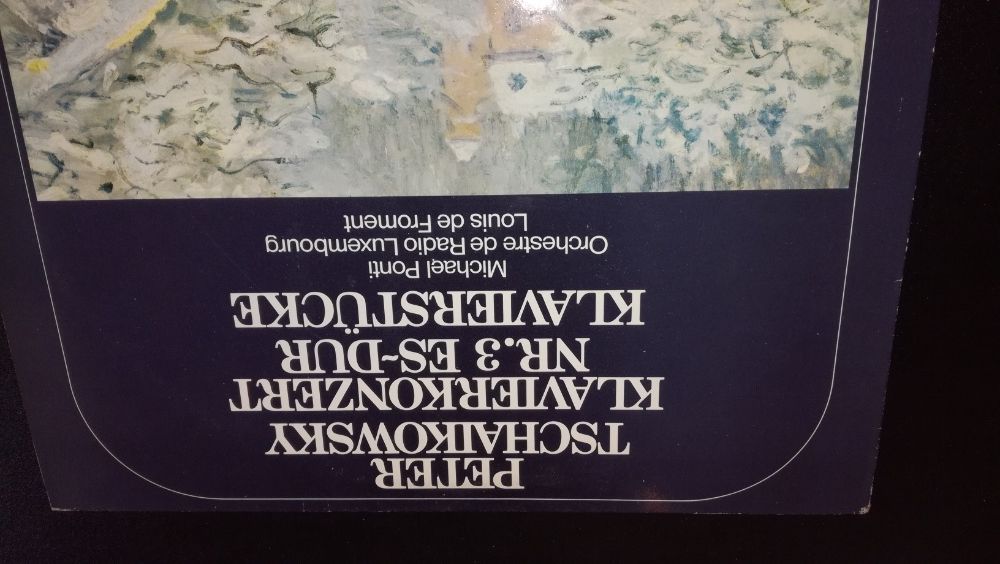 PETER
TSCHAIKOWSKY
KLAVIERKONZERT
NR.3 ES-DUR
KLAVIERSTÜCKE
Michael Ponti
Orchestre de Radio Luxembourg
Louis de Froment